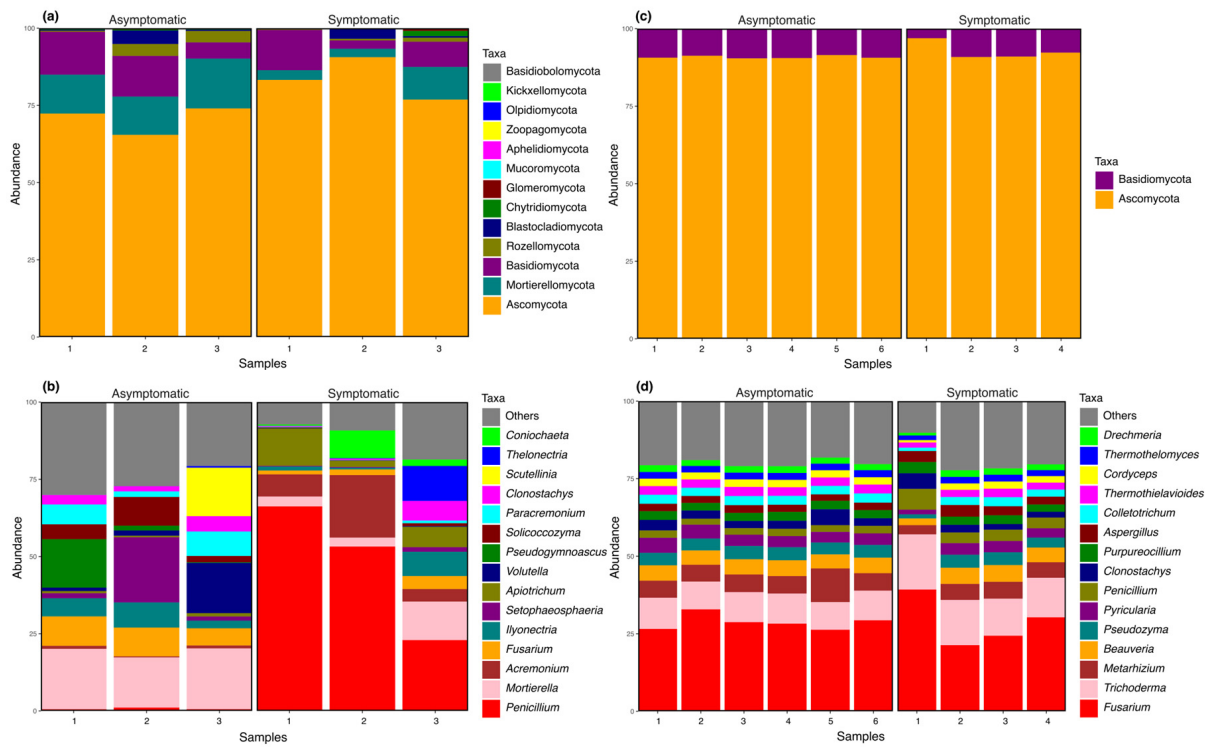 (a)
Asymptomatic
Symptomatic
100
75
50
25
0
Abundance
1 2 3
1 2 3
Samples
Taxa
Basidiobolomycota
Kickxellomycota
Olpidiomycota
Zoopagomycota
Aphelidiomycota
Mucoromycota
Glomeromycota
Chytridiomycota
Blastocladiomycota
Rozellomycota
Basidiomycota
Mortierellomycota
Ascomycota
(c)
Asymptomatic
Symptomatic
100
75
50
25
0
Abundance
1 2 3 4 5 6
1 2 3 4
Samples
Taxa
Basidiomycota
Ascomycota
(b)
Asymptomatic
Symptomatic
100
75
50
25
0
Abundance
1 2 3
1 2 3
Samples
Taxa
Others
Coniochaeta
Thelonectria
Scutellinia
Clonostachys
Paracremonium
Solicoccozyma
Pseudogymnoascus
Volutella
Apiotrichum
Setophaeosphaeria
Ilyonectria
Fusarium
Acremonium
Mortierella
Penicillium
(d)
Asymptomatic
Symptomatic
100
75
50
25
0
Abundance
1 2 3 4 5 6
1 2 3 4
Samples
Taxa
Others
Drechmeria
Thermothelomyces
Cordyceps
Thermothielavioides
Colletotrichum
Aspergillus
Purpureocillium
Clonostachys
Penicillium
Pyricularia
Pseudozyma
Beauveria
Metarhizium
Trichoderma
Fusarium